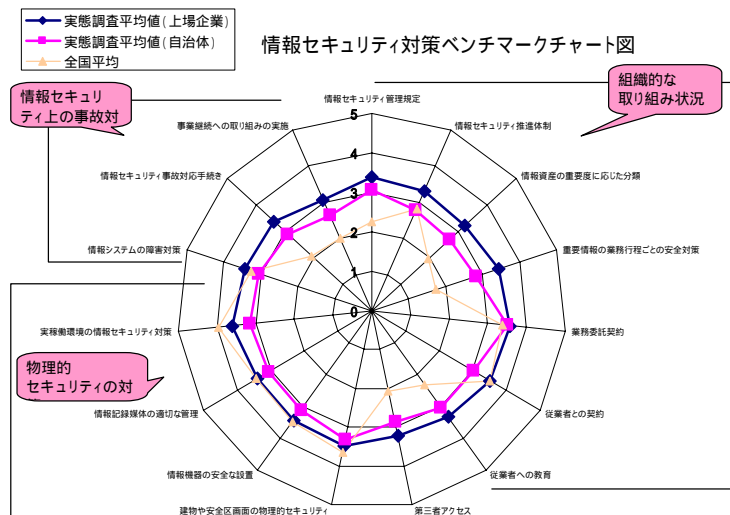 実態調査平均値(上場企業)
実態調査平均値(自治体)
全国平均
情報セキュリティ対策ベンチマークチャート図
情報セキュリ
ティ上の事故対
組織的な
取り組み状況
物理的
セキュリティの対
情報セキュリティ管理規定
情報セキュリティ推進体制
情報資産の重要度に応じた分類
重要情報の業務行程ごとの安全対策
業務委託契約
従業者との契約
従業者への教育
第三者アクセス
建物や安全区画面の物理的セキュリティ
情報機器の安全な設置
情報記録媒体の適切な管理
実稼働環境の情報セキュリティ対策
情報システムの障害対策
情報セキュリティ事故対応手続き
事業継続への取り組みの実施
5
4
3
2
1
0